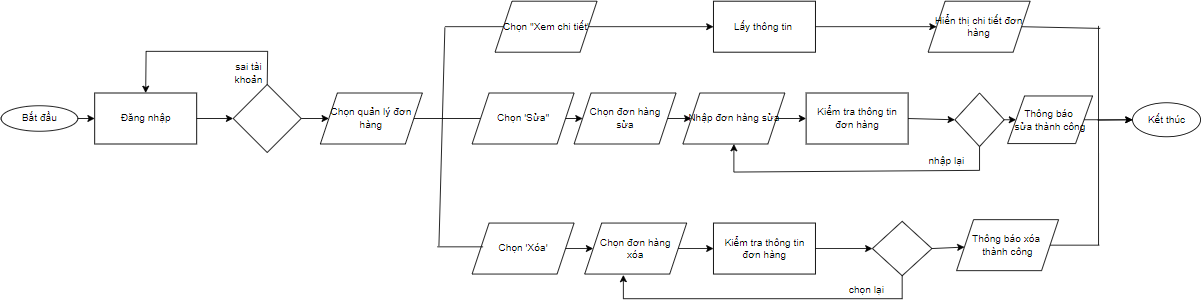 Chọn "Xem chi tiết
Lấy thông tin
Hiển thị chi tiết đơn
hàng
sai tài
khoản
Bắt đầu
Đăng nhập
Chọn quản lý đơn
hàng
Chọn 'Sửa"
Chọn đơn hàng
sửa
Nhập đơn hàng sửa
Kiểm tra thông tin
đơn hàng
Thông báo
sửa thành công
Kết thúc
nhập lại
Chọn 'Xóa'
Chọn đơn hàng
xóa
Kiểm tra thông tin
đơn hàng
Thông báo xóa
thành công
chọn lại